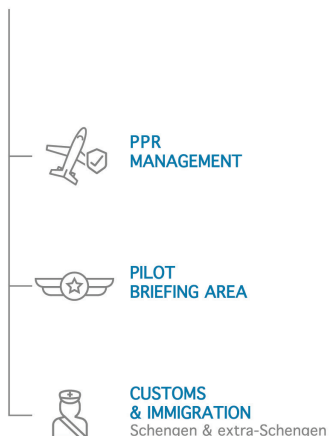 PPR
MANAGEMENT
PILOT
BRIEFING AREA
CUSTOMS
& IMMIGRATION
Schengen & extra-Schengen